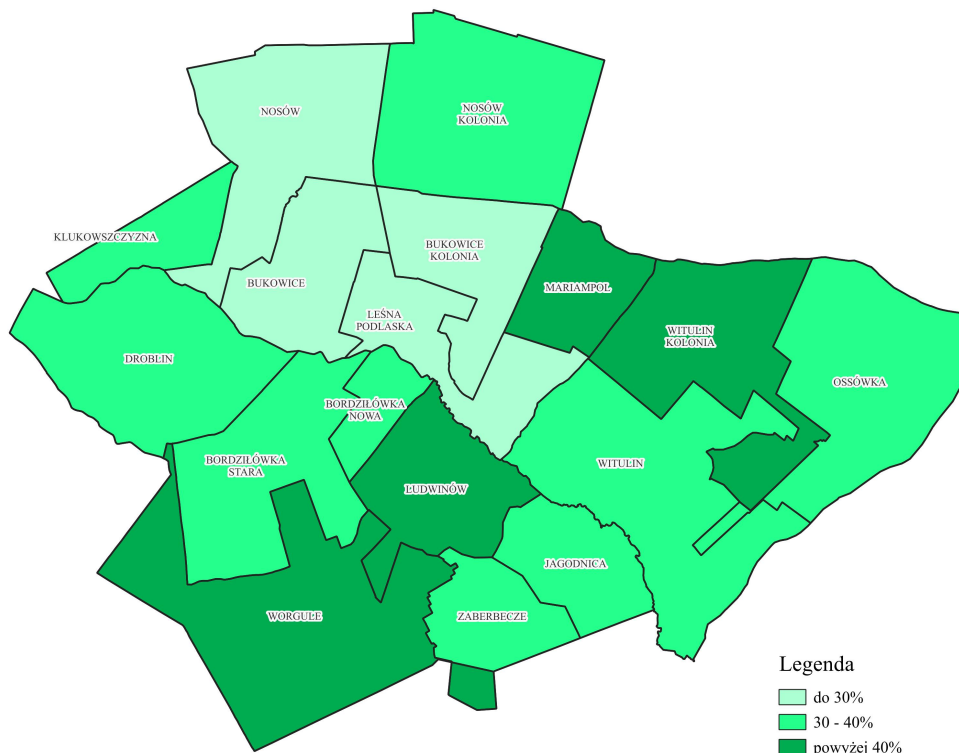 NOSÓW
NOSÓW
KOLONIA
KLUKOWSZCZYZNA
BUKOWICE
KOLONIA
BUKOWICE
MARIAMPOL
LEŚNA
PODLASKA
WITULIN
KOLONIA
DROBLIN
OSSÓWKA
BORDZIŁÓWKA
NOWA
BORDZIŁÓWKA
STARA
WITULIN
LUDWINÓW
JAGODNICA
WORGULE
ZABERBECZE
Legenda
do 30%
30 - 40%
powyżej 40%